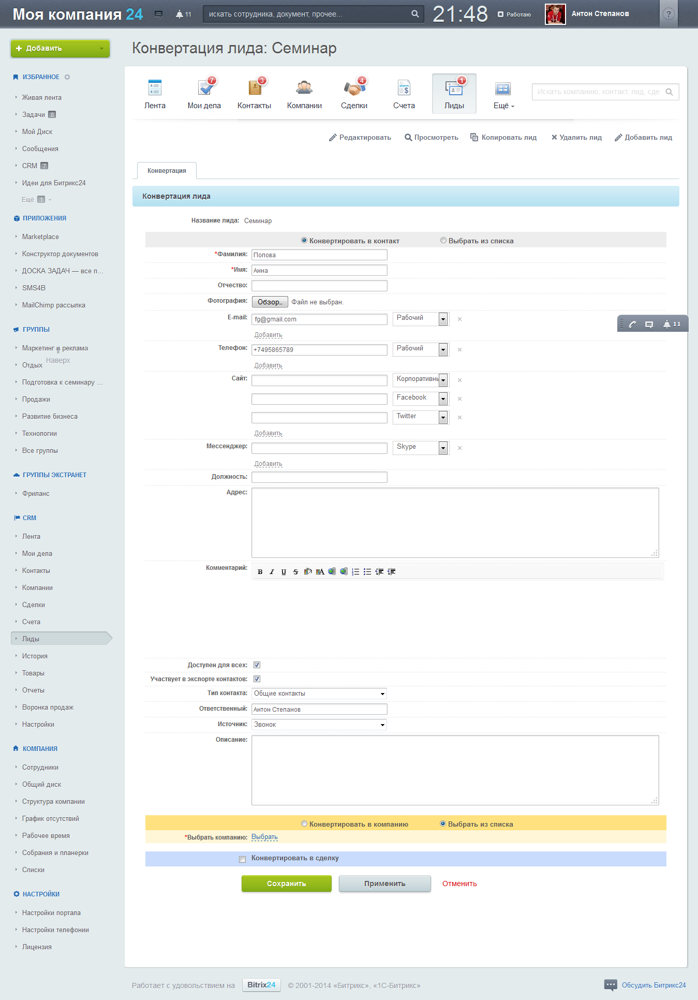 Моя компания 24
11
искать сотрудника, документ, прочее...
21:48
Работаю
Антон Степанов
?
Добавить
Конвертация лида: Семинар
ИЗБРАННОЕ
Живая лента
Задачи 8
Мой Диск
Сообщения
CRM 7
Идеи для Битрикс24
Ещё 1
ПРИЛОЖЕНИЯ
Marketplace
Конструктор документов
ДОСКА ЗАДАЧ — все п...
SMS4B
MailChimp рассылка
ГРУППЫ
Маркетинг и реклама
Наверх
Отдых
Подготовка к семинару ...
Продажи
Развитие бизнеса
Технологии
Все группы
ГРУППЫ ЭКСТРАНЕТ
Фриланс
CRM
Лента
Мои дела
Контакты
Компании
Сделки
Счета
Лиды
История
Товары
Отчеты
Воронка продаж
Настройки
КОМПАНИЯ
Сотрудники
Общий диск
Структура компании
График отсутствий
Рабочее время
Собрания и планерки
Списки
НАСТРОЙКИ
Настройки портала
Настройки телефонии
Лицензия
Лента
7 Мои дела
3 Контакты
Компании
4 Сделки
Счета
1 Лиды
Ещё
Искать компанию, контакт, лид, сде
Редактировать Просмотреть Копировать лид Удалить лид Добавить лид
Конвертация
Конвертация лида
Название лида: Семинар
Конвертировать в контакт Выбрать из списка
*Фамилия: Попова
*Имя: Анна
Отчество:
Фотография: Обзор... Файл не выбран.
E-mail: fg@gmail.com Рабочий
Добавить
11
Телефон: +7495865789 Рабочий
Добавить
Сайт: Корпоративнь
Facebook
Twitter
Добавить
Мессенджер: Skype
Добавить
Должность:
Адрес:
Комментарий: B I U S
Доступен для всех:
Участвует в экспорте контактов:
Тип контакта: Общие контакты
Ответственный: Антон Степанов
Источник: Звонок
Описание:
Конвертировать в компанию Выбрать из списка
*Выбрать компанию: Выбрать
Конвертировать в сделку
Сохранить Применить Отменить
Работает с удовольствием на Bitrix24 © 2001-2014 «Битрикс», «1С-Битрикс»
Обсудить Битрикс24